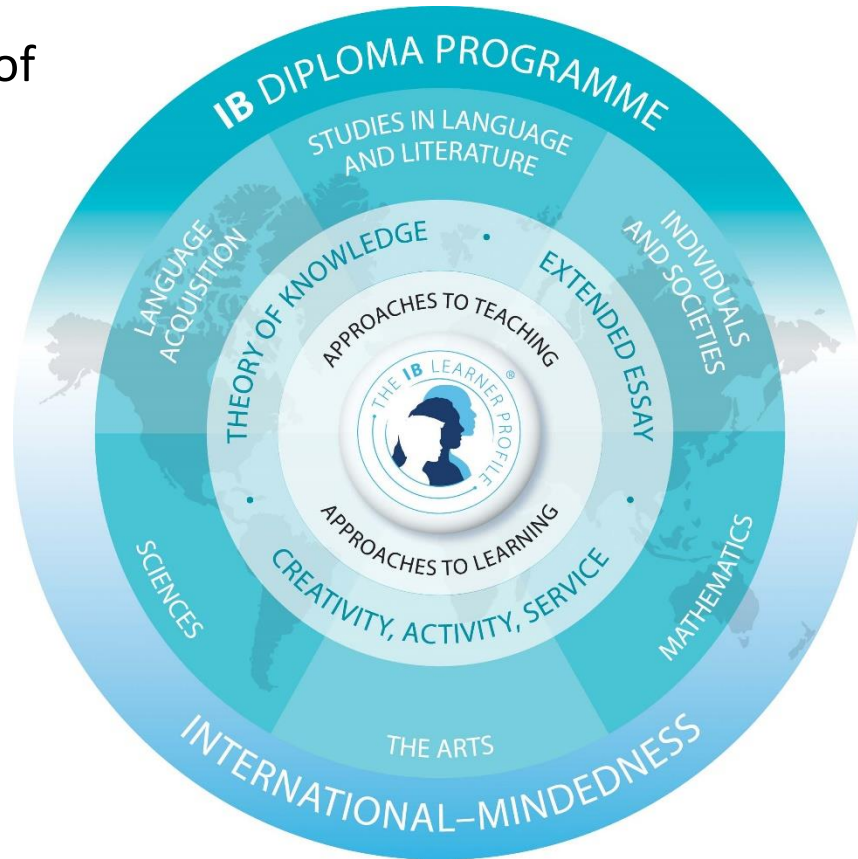 of
IB DIPLOMA PROGRAMME
STUDIES IN LANGUAGE
AND LITERATURE
LANGUAGE
ACQUISITION
INDIVIDUALS
AND SOCIETIES
THEORY OF KNOWLEDGE •
EXTENDED ESSAY •
APPROACHES TO TEACHING
• THE IB LEARNER PROFILE • ®
APPROACHES TO LEARNING
CREATIVITY, ACTIVITY, SERVICE •
SCIENCES
MATHEMATICS
THE ARTS
INTERNATIONAL–MINDEDNESS